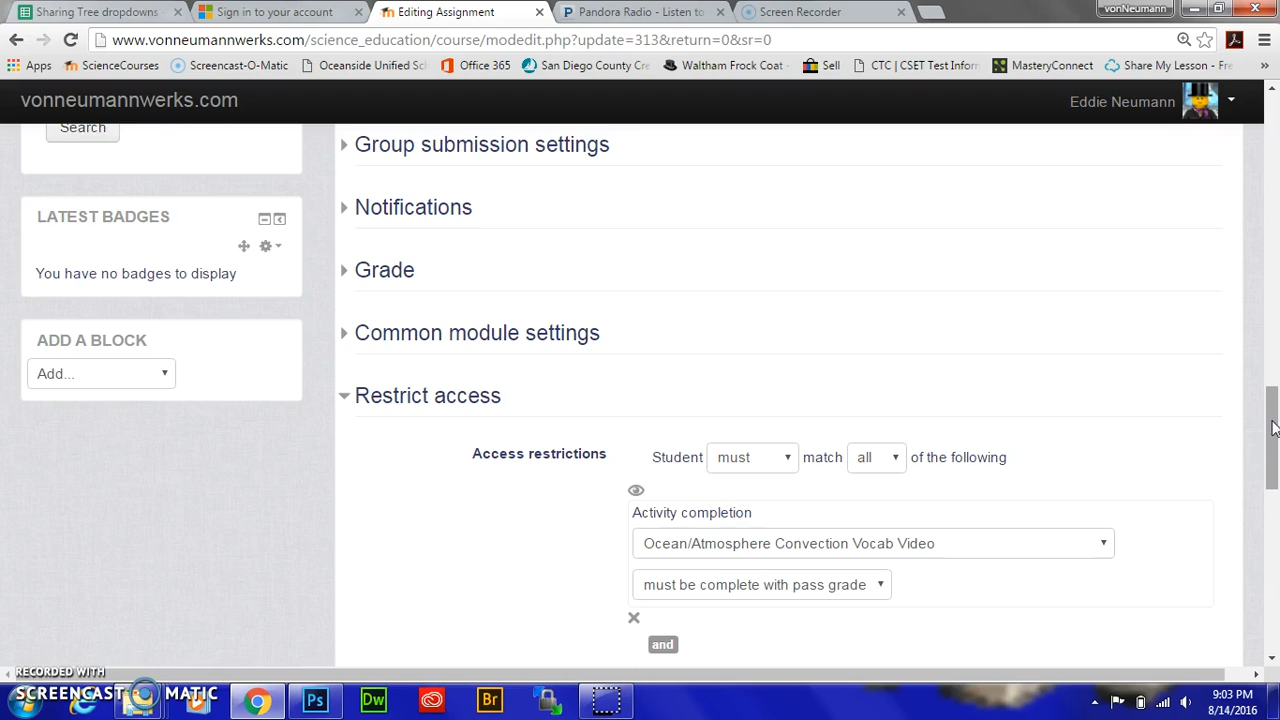 Sharing Tree dropdowns
Sign in to your account
Editing Assignment
Pandora Radio - Listen to
Screen Recorder
vonNeumann
www.vonneumannwerks.com/science_education/course/modedit.php?update=313&return=0&sr=0
Apps
ScienceCourses
Screencast-O-Matic
Oceanside Unified Sch
Office 365
San Diego County Cre
Waltham Frock Coat -
Sell
CTC | CSET Test Inform
MasteryConnect
Share My Lesson - Fre
»
vonneumannwerks.com
Eddie Neumann
Search
Group submission settings
LATEST BADGES
Notifications
You have no badges to display
Grade
ADD A BLOCK
Common module settings
Add...
Restrict access
Access restrictions
Student must match all of the following
Activity completion
Ocean/Atmosphere Convection Vocab Video
must be complete with pass grade
and
RECORDED WITH
SCREENCAST MATIC
Ps
Dw
Br
9:03 PM
8/14/2016